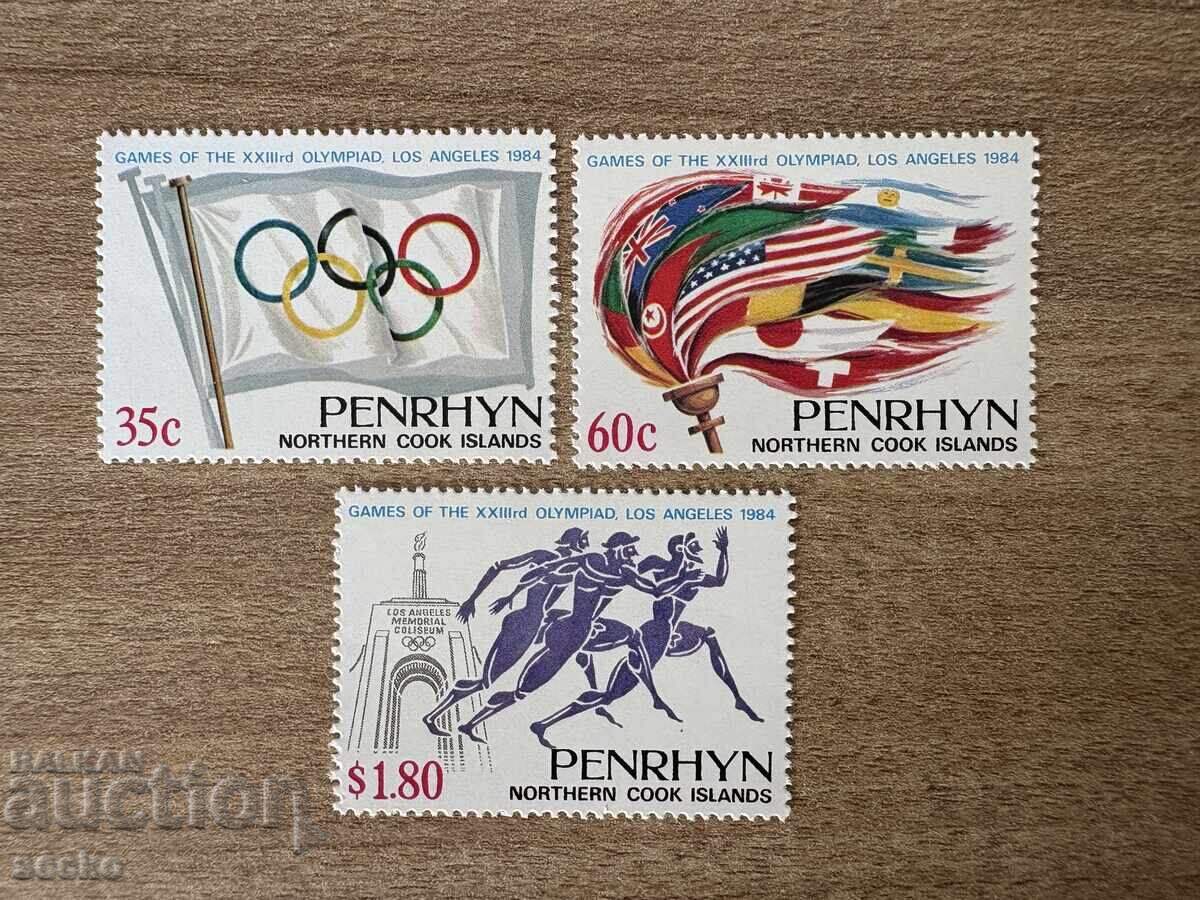 GAMES OF THE XXIIIrd OLYMPIAD, LOS ANGELES 1984
35c
PENRHYN
NORTHERN COOK ISLANDS
GAMES OF THE XXIIIrd OLYMPIAD, LOS ANGELES 1984
60c
PENRHYN
NORTHERN COOK ISLANDS
GAMES OF THE XXIIIrd OLYMPIAD, LOS ANGELES 1984
LOS ANGELES
MEMORIAL
COLISEUM
$1.80
PENRHYN
NORTHERN COOK ISLANDS
BALKAN
auction
aecko